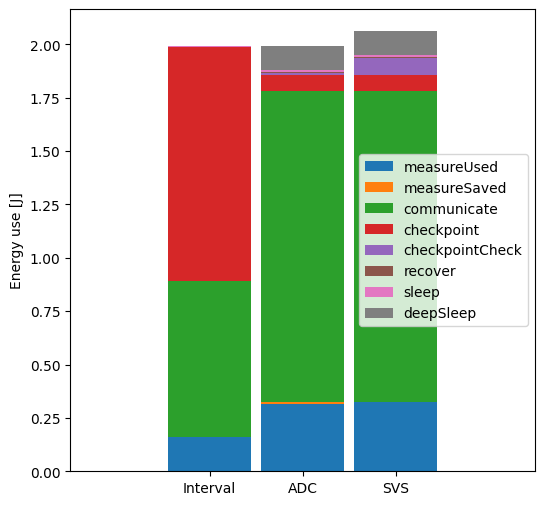 Energy use [J]
2.00
1.75
1.50
1.25
1.00
0.75
0.50
0.25
0.00
measureUsed
measureSaved
communicate
checkpoint
checkpointCheck
recover
sleep
deepSleep
Interval ADC SVS